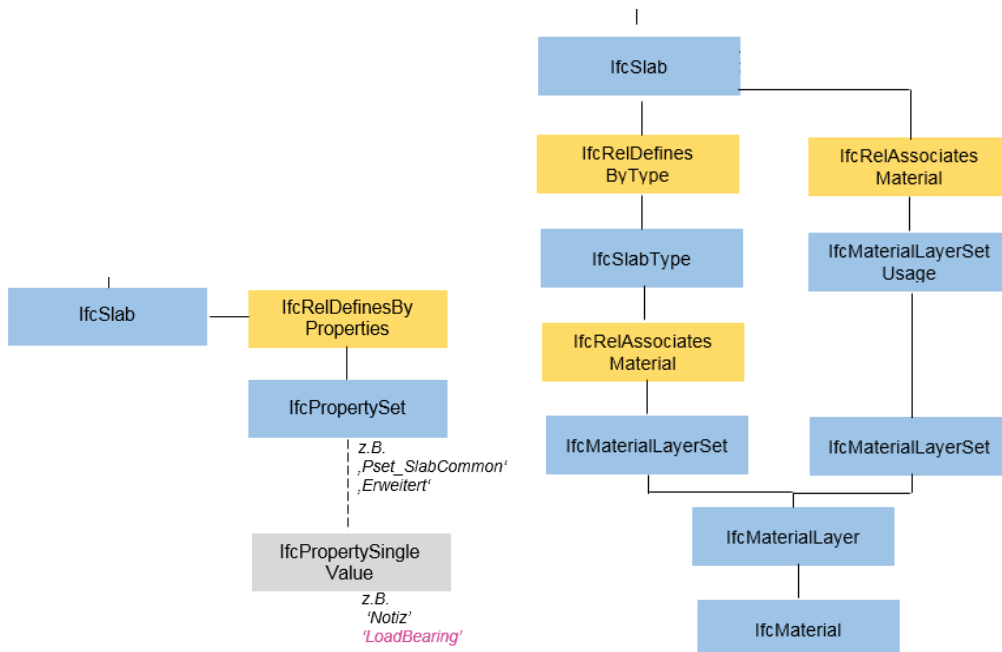 IfcSlab
IfcRelDefinesBy
Properties
IfcPropertySet
z.B.
‚Pset_SlabCommon‘
‚Erweitert‘
IfcPropertySingle
Value
z.B.
‘Notiz’
‘LoadBearing’
IfcSlab
IfcRelDefines
ByType
IfcSlabType
IfcRelAssociates
Material
IfcMaterialLayerSet
IfcRelAssociates
Material
IfcMaterialLayerSet
Usage
IfcMaterialLayerSet
IfcMaterialLayer
IfcMaterial